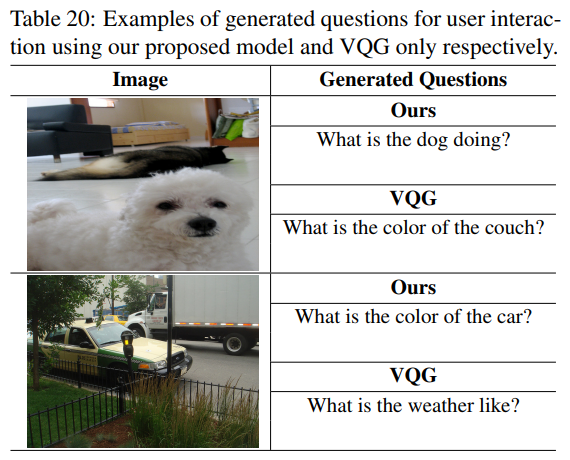 Table 20: Examples of generated questions for user interac-
tion using our proposed model and VQG only respectively.
Image Generated Questions
Ours
What is the dog doing?
VQG
What is the color of the couch?
Ours
What is the color of the car?
VQG
What is the weather like?